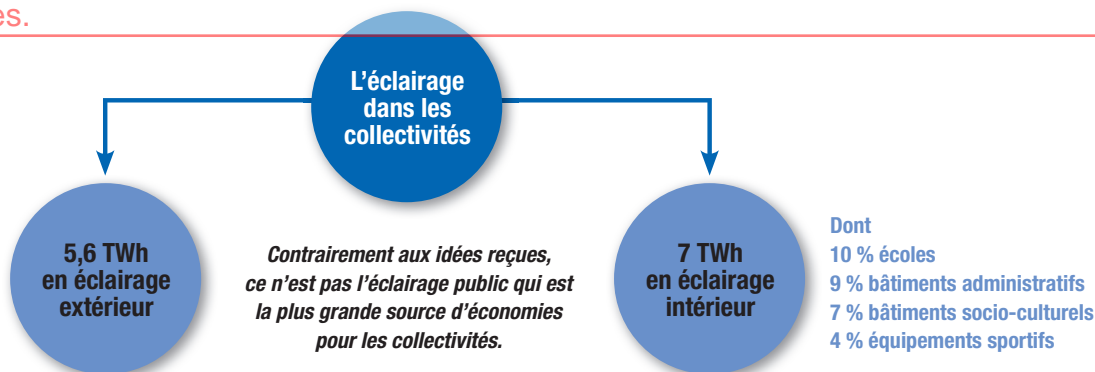 es.
L'éclairage
dans les
collectivités
5,6 TWh
en éclairage
extérieur
Contrairement aux idées reçues,
ce n'est pas l'éclairage public qui est
la plus grande source d'économies
pour les collectivités.
7 TWh
en éclairage
intérieur
Dont
10 % écoles
9 % bâtiments administratifs
7 % bâtiments socio-culturels
4 % équipements sportifs